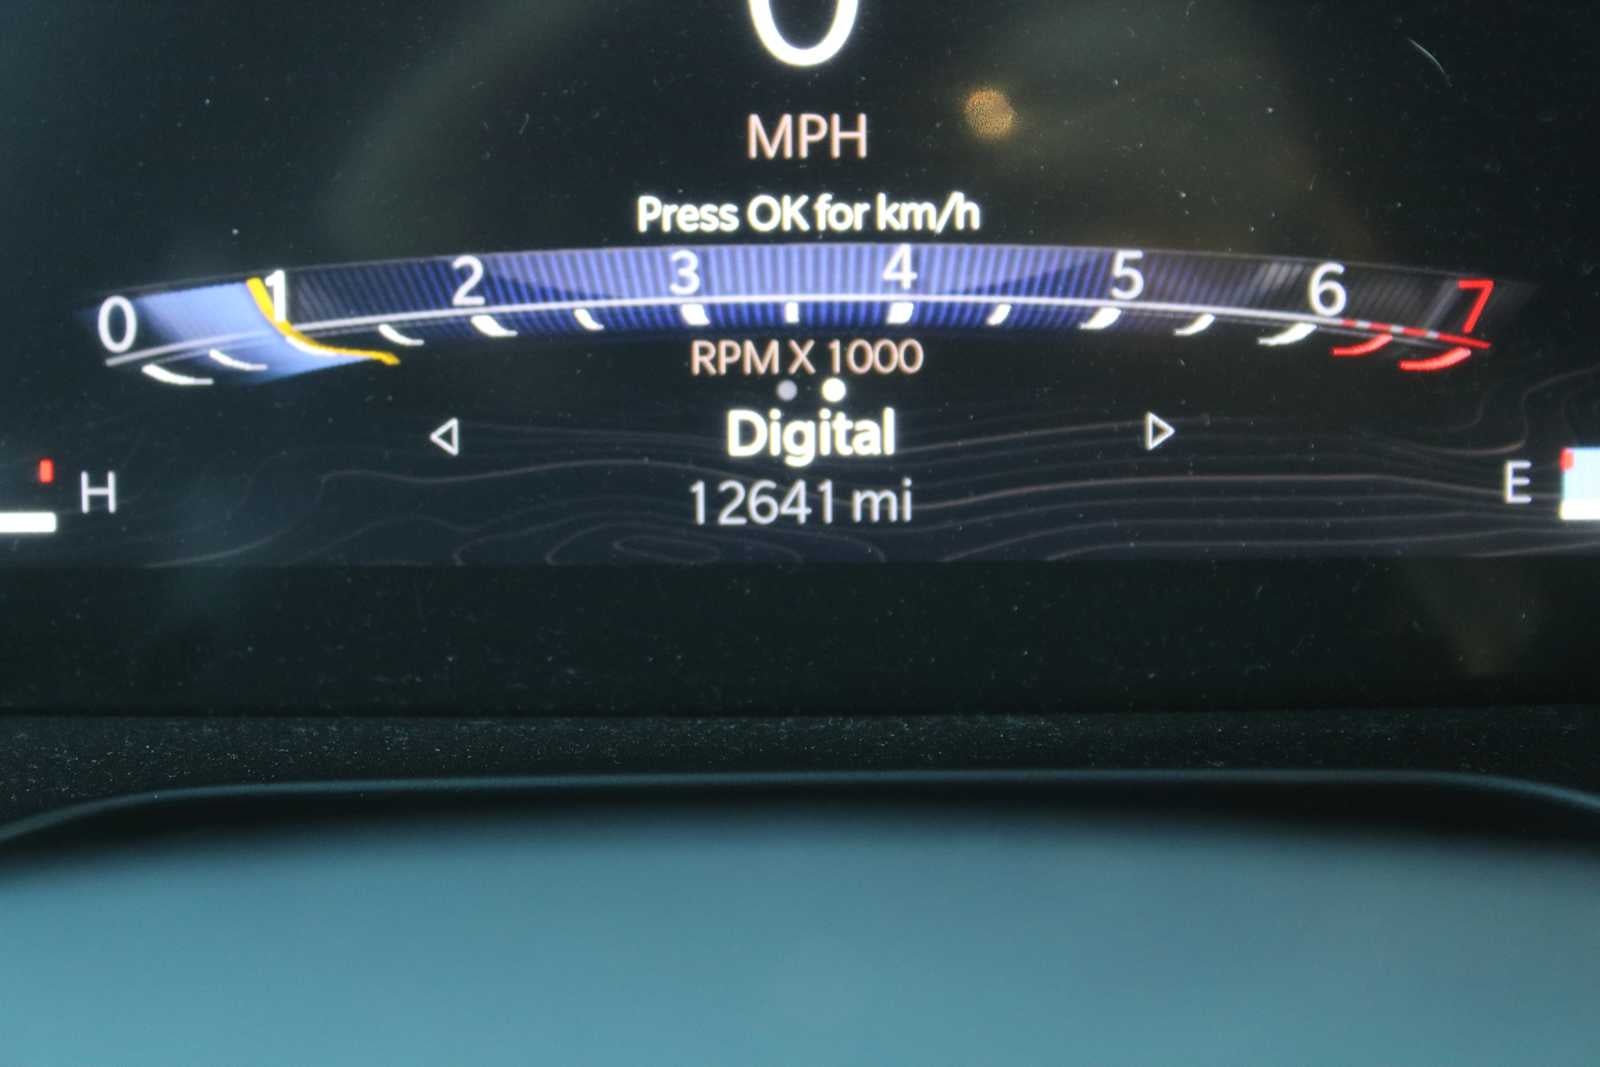 0
MPH
Press OK for km/h
0 1 2 3 4 5 6 7
RPM X 1000
Digital
H E
12641 mi